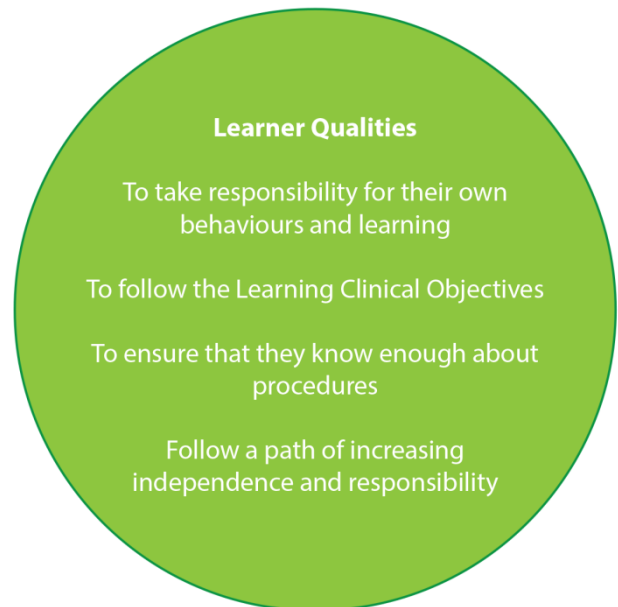 Learner Qualities
To take responsibility for their own
behaviours and learning
To follow the Learning Clinical Objectives
To ensure that they know enough about
procedures
Follow a path of increasing
independence and responsibility